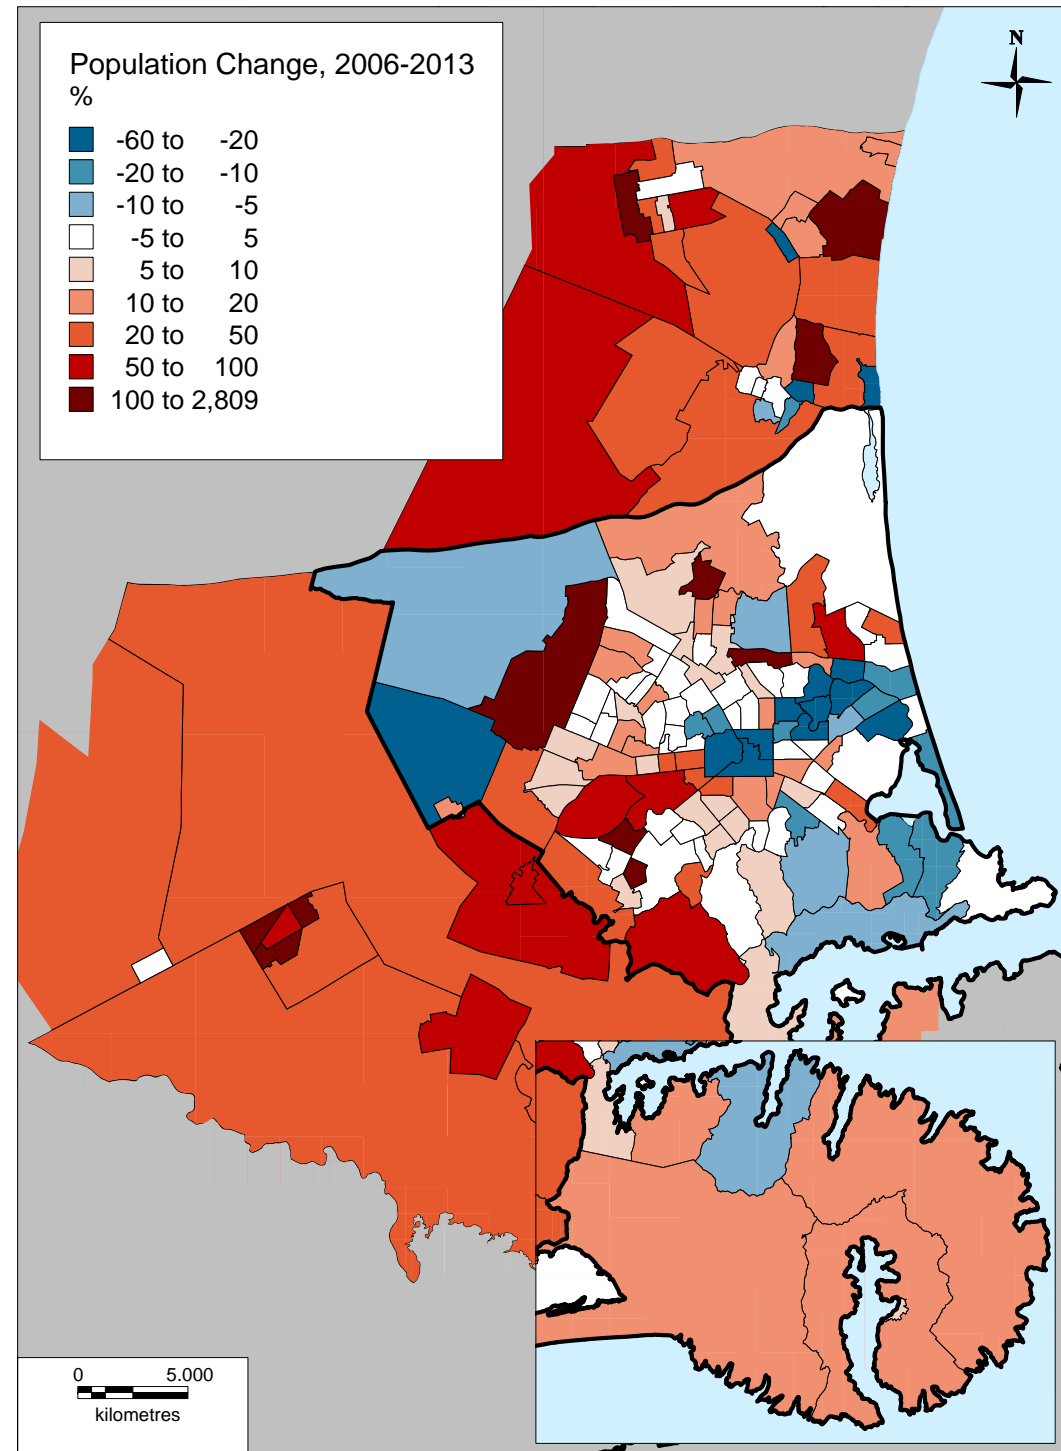 Population Change, 2006-2013
%
-60 to -20
-20 to -10
-10 to -5
-5 to 5
5 to 10
10 to 20
20 to 50
50 to 100
100 to 2,809
N
0 5.000
kilometres